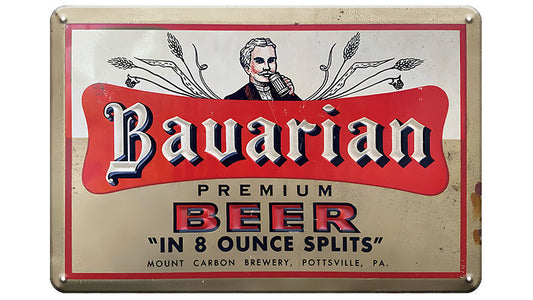 Bavarian
PREMIUM
BEER
"IN 8 OUNCE SPLITS"
MOUNT CARBON BREWERY, POTTSVILLE, PA.